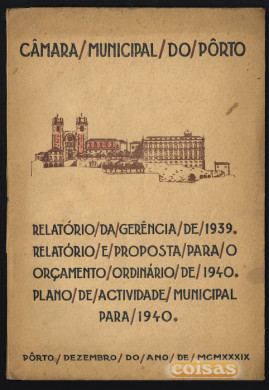 CÂMARA/MUNICIPAL/DO/PÔRTO
RELATÓRIO/DA/GERÊNCIA/DE/1939.
RELATÓRIO/E/PROPOSTA/PARA/O
ORÇAMENTO/ORDINÁRIO/DE/1940.
PLANO/DE/ACTIVIDADE/MUNICIPAL
PARA/1940.
PÔRTO/DEZEMBRO/DO/ANO/DE/MCMXXXIX
coisas